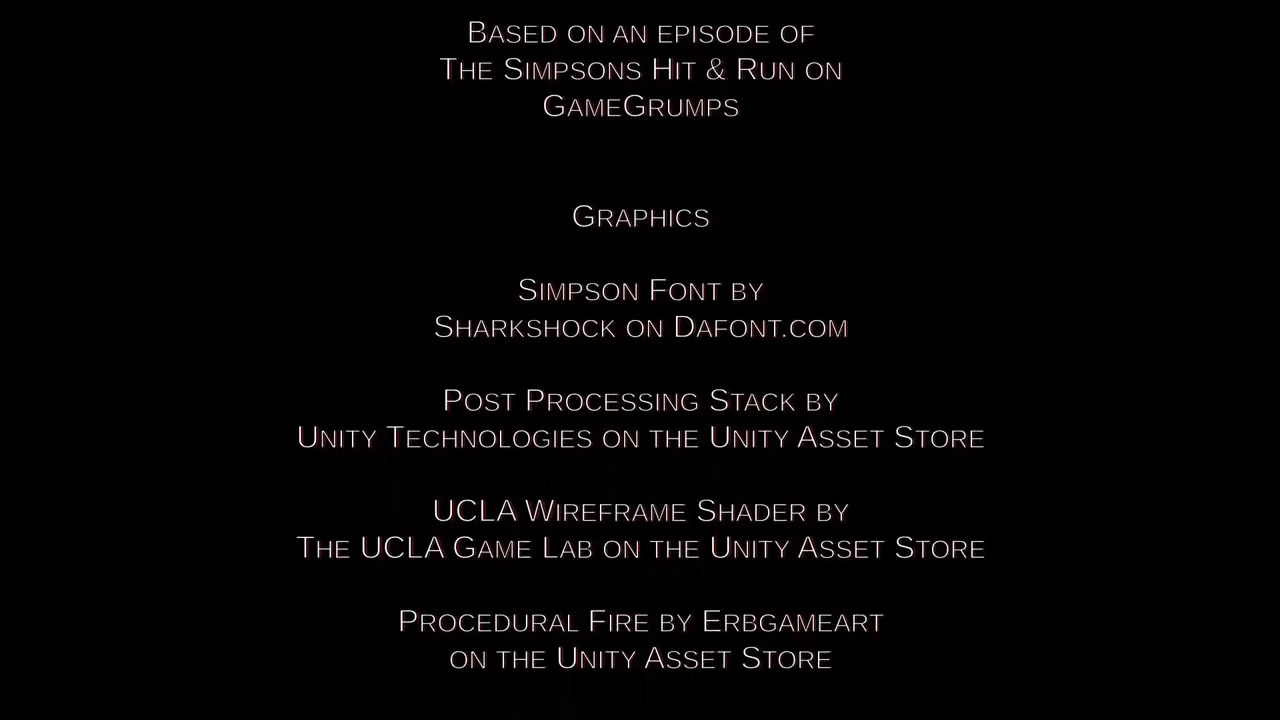 Based on an episode of
The Simpsons Hit & Run on
GameGrumps
Graphics
Simpson Font by
Sharkshock on Dafont.com
Post Processing Stack by
Unity Technologies on the Unity Asset Store
UCLA Wireframe Shader by
The UCLA Game Lab on the Unity Asset Store
Procedural Fire by Erbgameart
on the Unity Asset Store